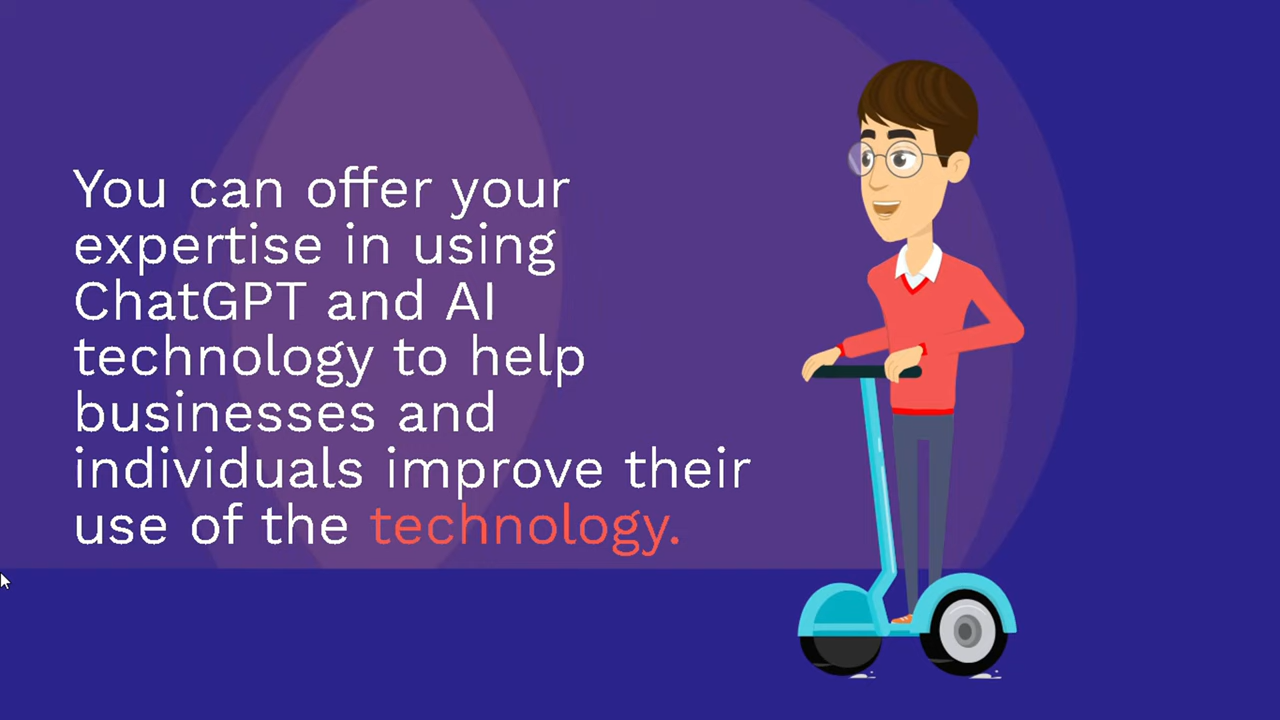 You can offer your
expertise in using
ChatGPT and AI
technology to help
businesses and
individuals improve their
use of the technology.